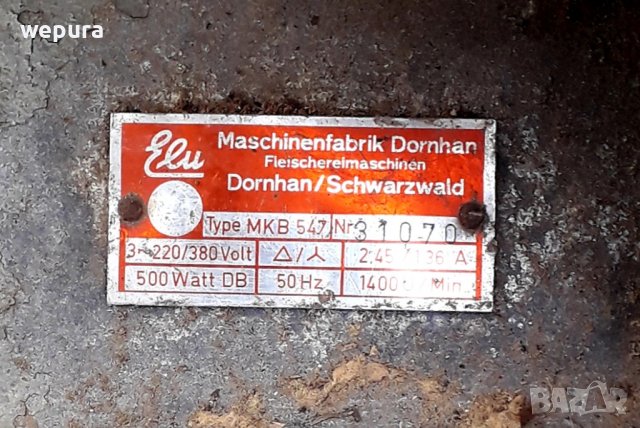 wepura
Elu
Maschinenfabrik Dornhan
Fleischereimaschinen
Dornhan/Schwarzwald
Type MKB 547 Nr 31070
3~220/380 Volt △/⅄ 2,45/1,36 A
500 Watt DB 50 Hz 1400 U/Min.
BAZAR